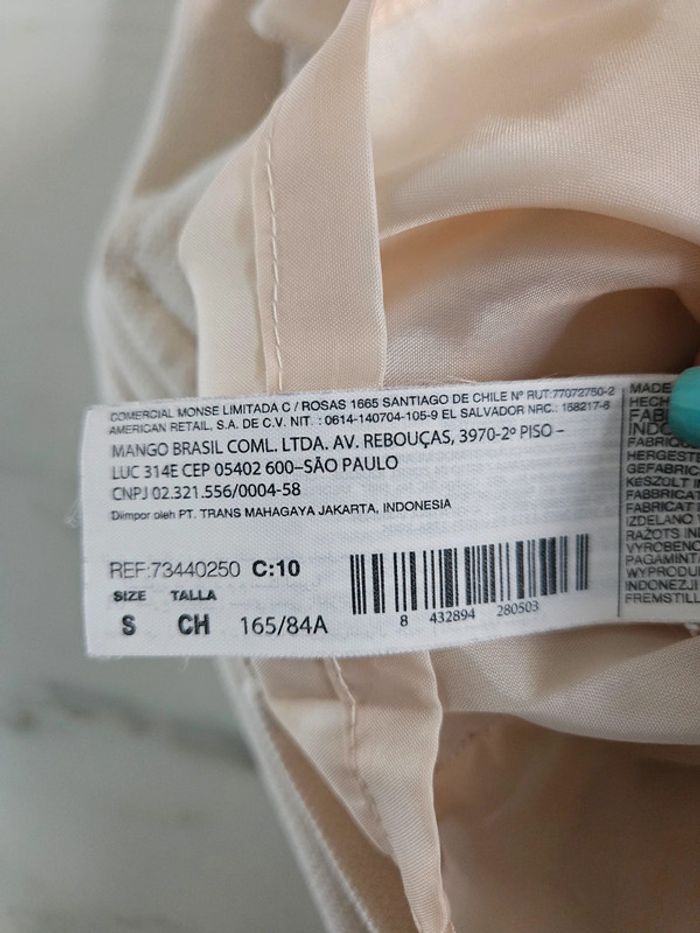 COMERCIAL MONSE LIMITADA C / ROSAS 1665 SANTIAGO DE CHILE Nº RUT:77072750-2
AMERICAN RETAIL, S.A. DE C.V. NIT. : 0614-140704-105-9 EL SALVADOR NRC.: 158217-6
MANGO BRASIL COML. LTDA. AV. REBOUÇAS, 3970-2º PISO –
LUC 314E CEP 05402 600–SÃO PAULO
CNPJ 02.321.556/0004-58
Diimpor oleh PT. TRANS MAHAGAYA JAKARTA, INDONESIA
REF:73440250 C:10
SIZE TALLA
S CH 165/84A
8 432894 280503
MADE
HECH
FABRI
INDO
FABRIQU
HERGESTE
GEFABRIC
KÉSZÜLT I
FABBRICA
FABRICAT I
IZDELANO
RAŽOTS IND
VYROBENO
PAGAMINT
WYPRODU
INDONEZJI
FREMSTILL